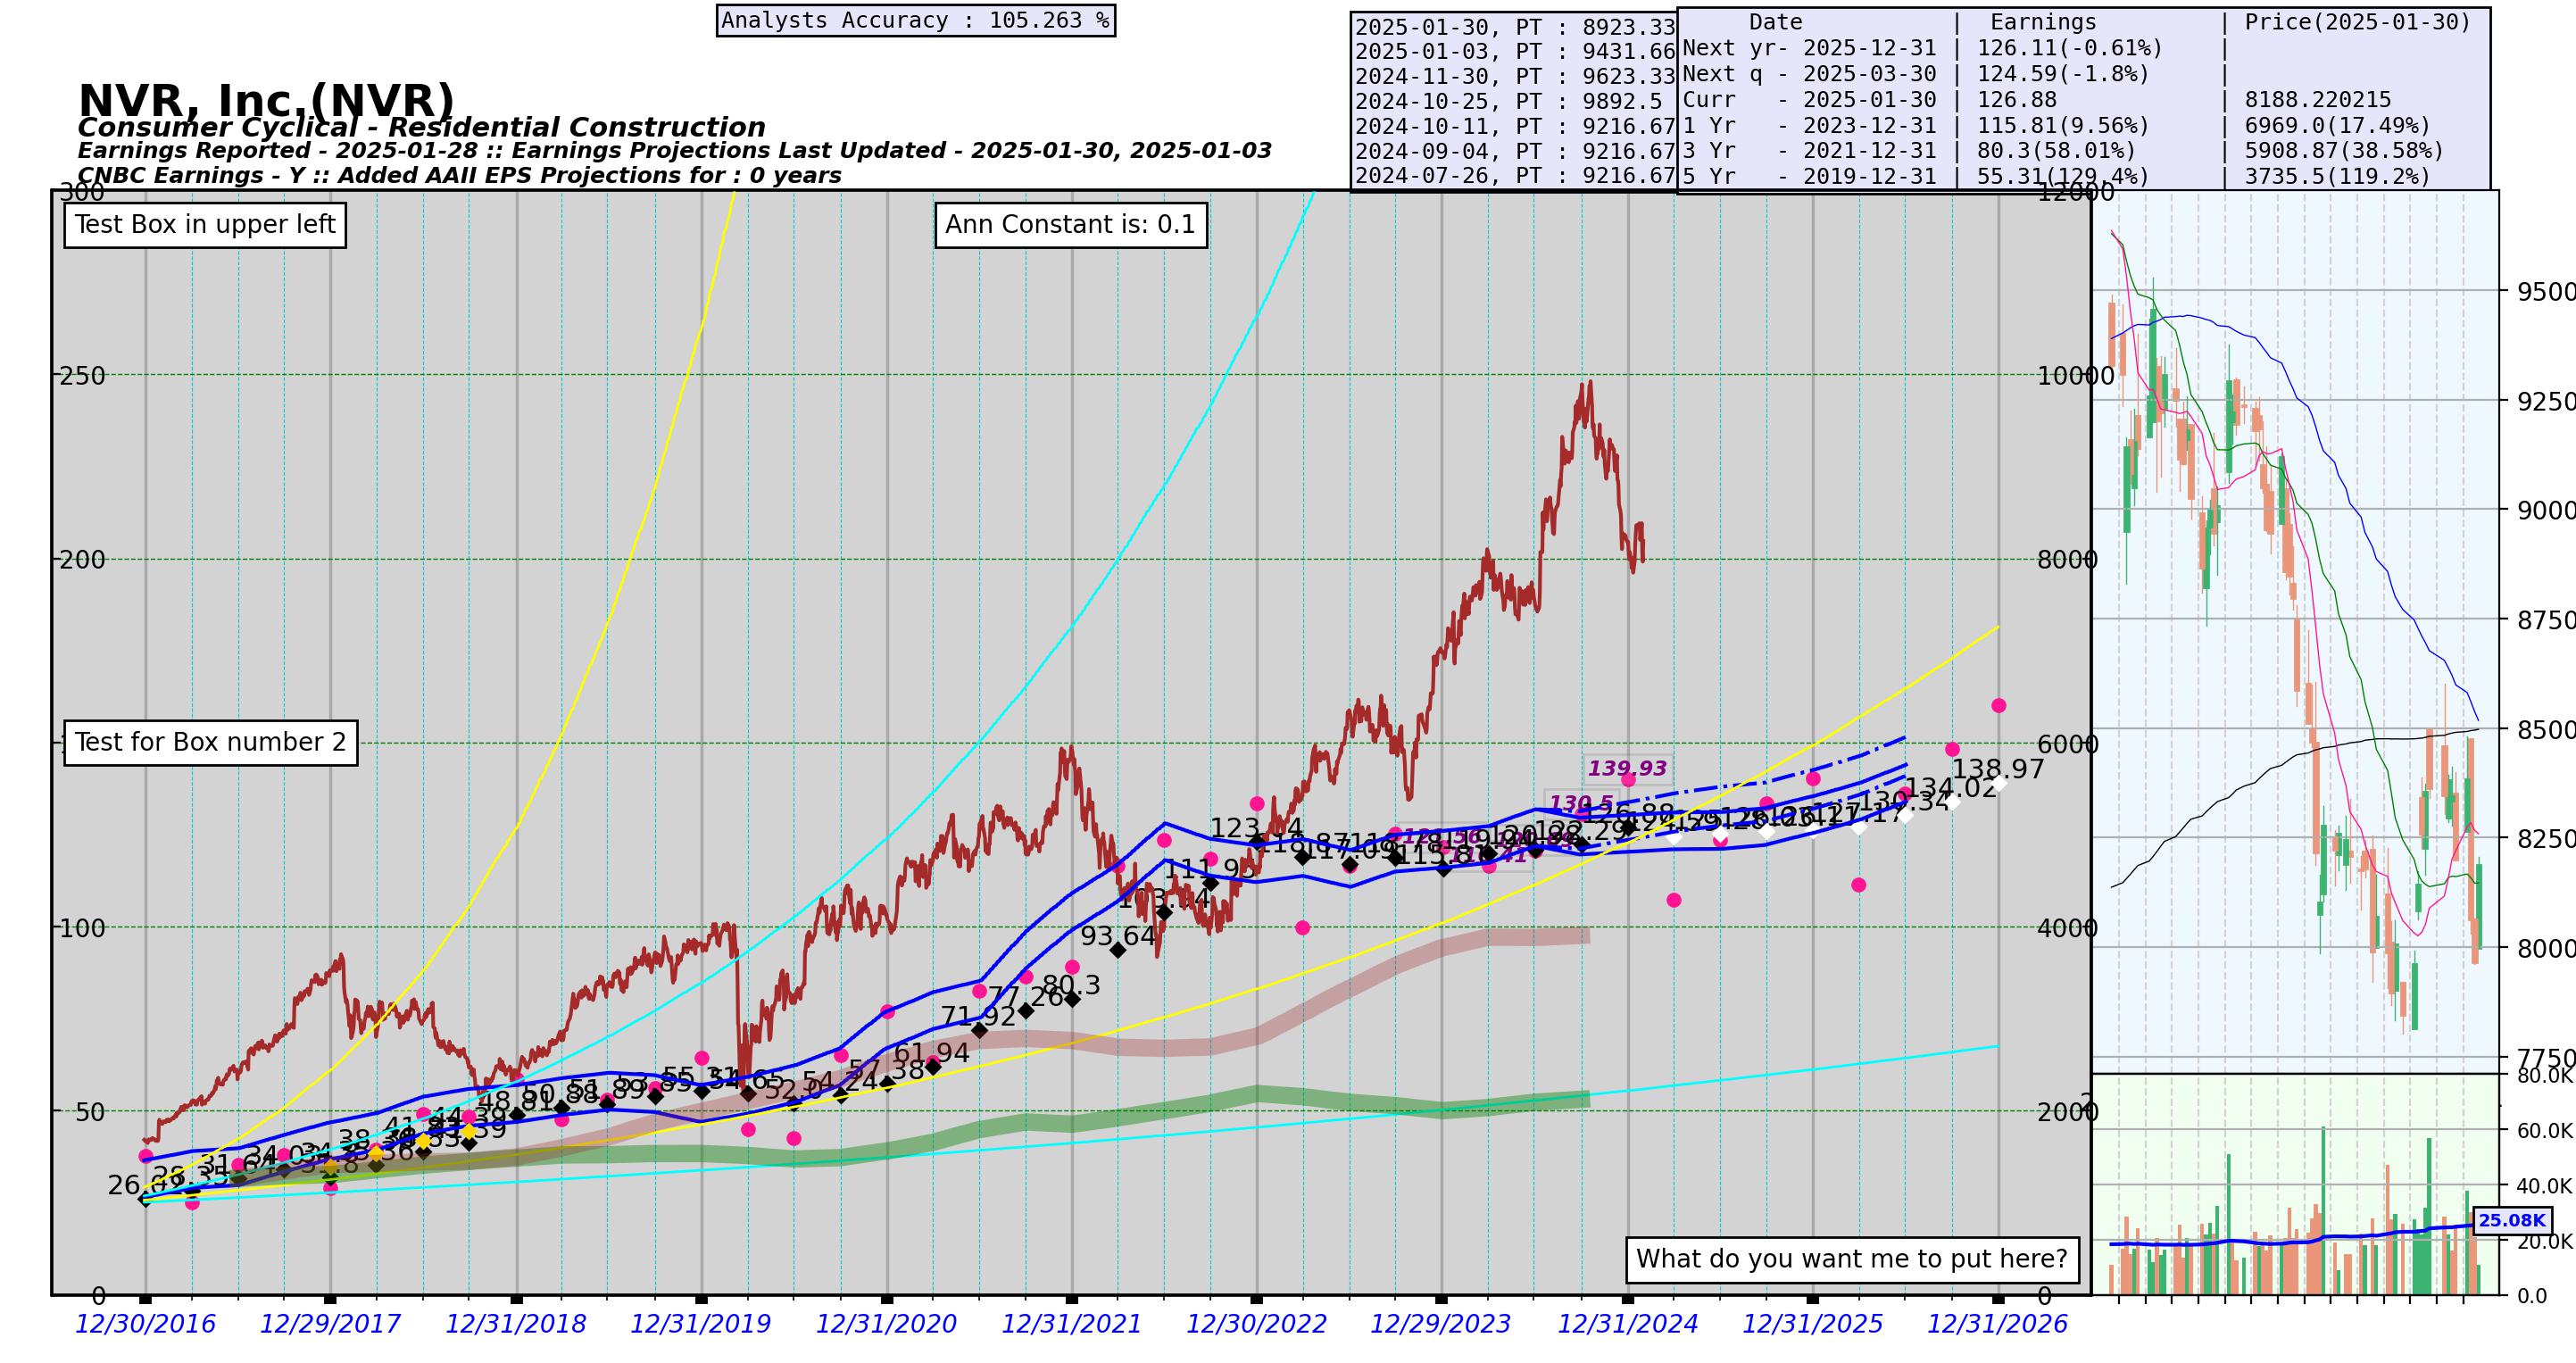 Analysts Accuracy : 105.263 %
NVR, Inc.(NVR)
Consumer Cyclical - Residential Construction
Earnings Reported - 2025-01-28 :: Earnings Projections Last Updated - 2025-01-30, 2025-01-03
CNBC Earnings - Y :: Added AAII EPS Projections for : 0 years
2025-01-30, PT : 8923.33
2025-01-03, PT : 9431.66
2024-11-30, PT : 9623.33
2024-10-25, PT : 9892.5
2024-10-11, PT : 9216.67
2024-09-04, PT : 9216.67
2024-07-26, PT : 9216.67
Date | Earnings | Price(2025-01-30)
Next yr- 2025-12-31 | 126.11(-0.61%) |
Next q - 2025-03-30 | 124.59(-1.8%) |
Curr - 2025-01-30 | 126.88 | 8188.220215
1 Yr - 2023-12-31 | 115.81(9.56%) | 6969.0(17.49%)
3 Yr - 2021-12-31 | 80.3(58.01%) | 5908.87(38.58%)
5 Yr - 2019-12-31 | 55.31(129.4%) | 3735.5(119.2%)
Test Box in upper left
Ann Constant is: 0.1
Test for Box number 2
What do you want me to put here?
300
250
200
100
50
0
12000
10000
8000
6000
4000
2000
0
139.93
130.5
138.97
134.02
123.04
111.95
93.64
80.3
77.26
71.92
61.94
57.38
9500
9250
9000
8750
8500
8250
8000
7750
80.0K
60.0K
40.0K
25.08K
20.0K
0.0
12/30/2016
12/29/2017
12/31/2018
12/31/2019
12/31/2020
12/31/2021
12/30/2022
12/29/2023
12/31/2024
12/31/2025
12/31/2026